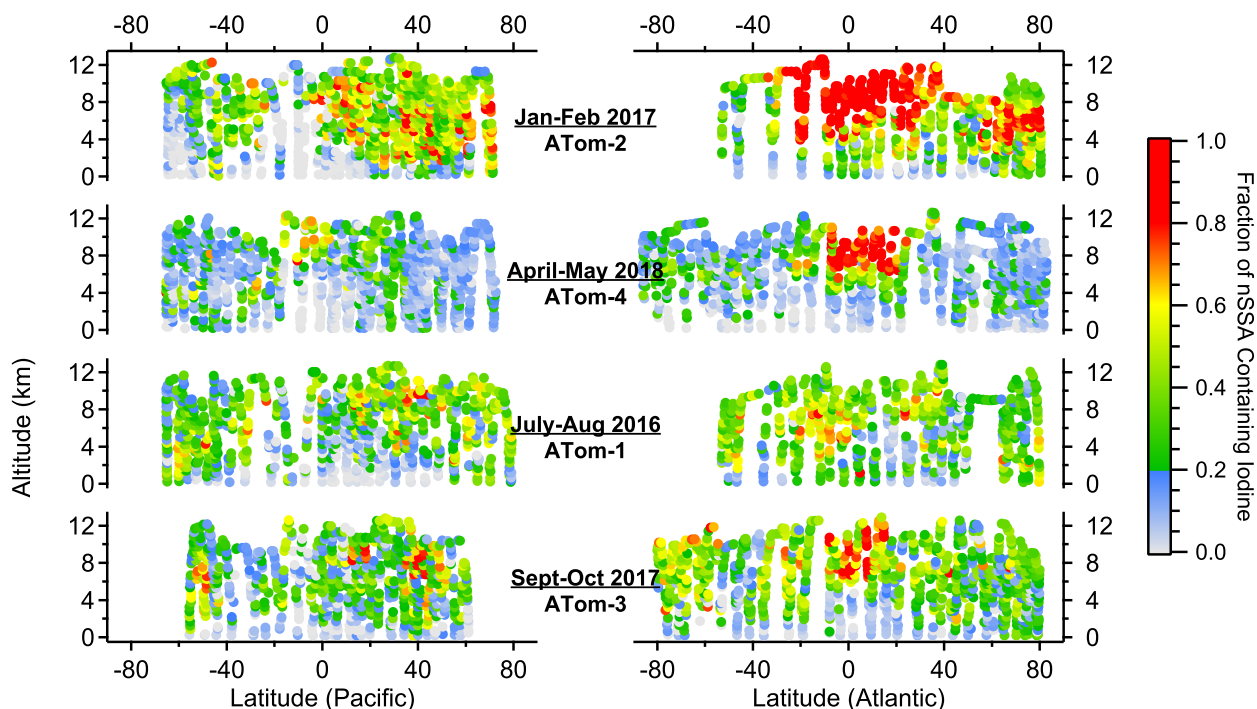 -80 -40 0 40 80 -80 -40 0 40 80
12 12
8 8
4 4
0 0
Jan-Feb 2017
ATom-2
12 12
8 8
4 4
0 0
April-May 2018
ATom-4
12 12
8 8
4 4
0 0
July-Aug 2016
ATom-1
12 12
8 8
4 4
0 0
Sept-Oct 2017
ATom-3
-80 -40 0 40 80 -80 -40 0 40 80
Latitude (Pacific) Latitude (Atlantic)
Altitude (km)
1.0
0.8
0.6
0.4
0.2
0.0
Fraction of nSSA Containing Iodine